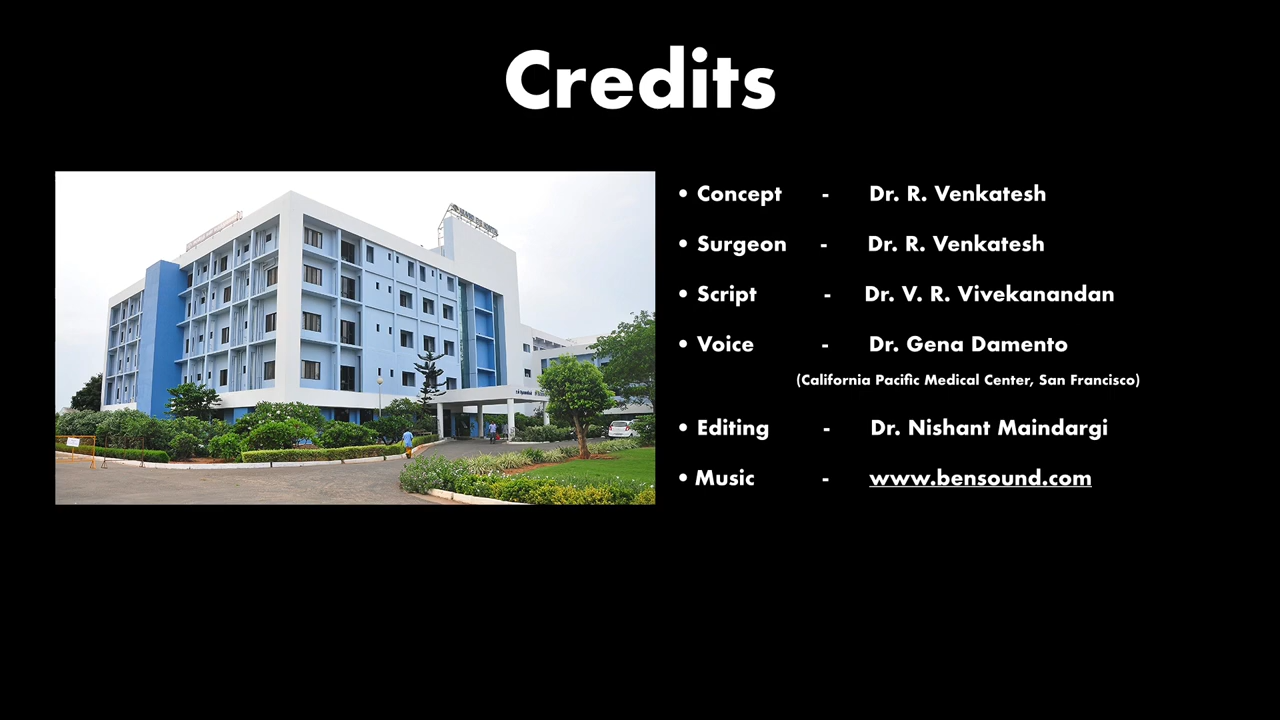 Credits
• Concept - Dr. R. Venkatesh
• Surgeon - Dr. R. Venkatesh
• Script - Dr. V. R. Vivekanandan
• Voice - Dr. Gena Damento
(California Pacific Medical Center, San Francisco)
• Editing - Dr. Nishant Maindargi
• Music - www.bensound.com